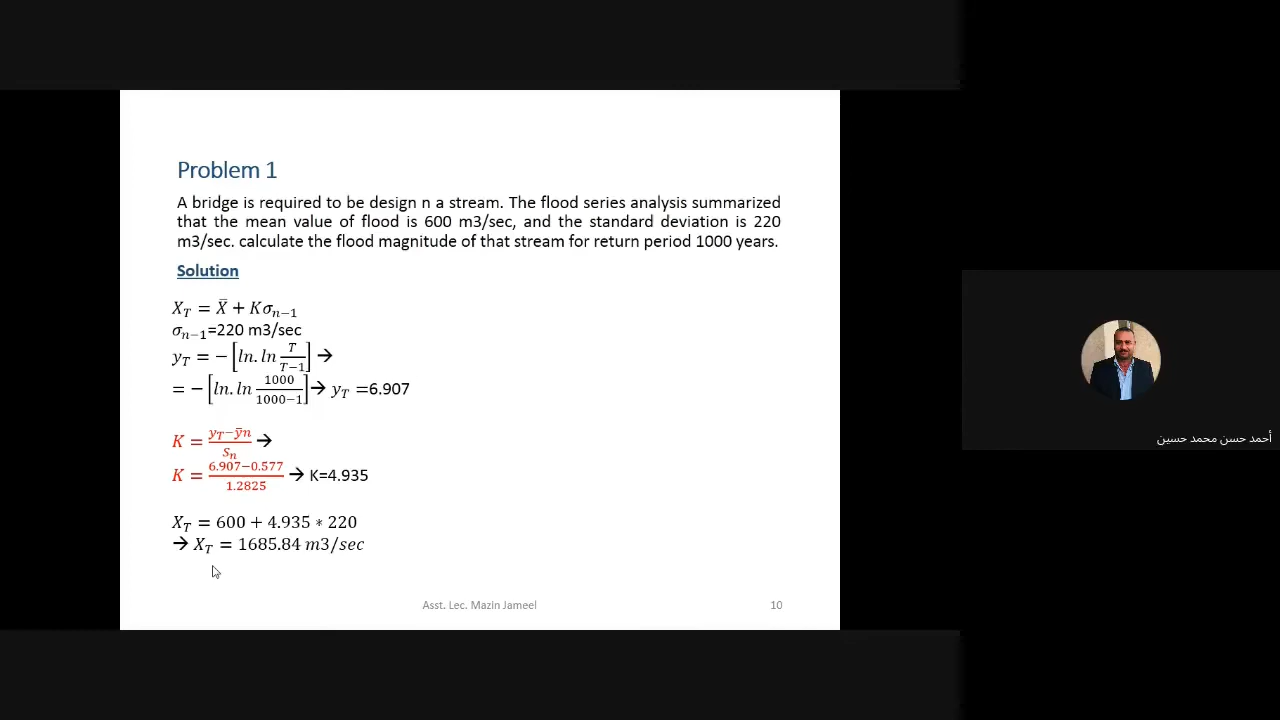 Problem 1
A bridge is required to be design n a stream. The flood series analysis summarized
that the mean value of flood is 600 m3/sec, and the standard deviation is 220
m3/sec. calculate the flood magnitude of that stream for return period 1000 years.
Solution
X_T = X̄ + Kσ_{n−1}
σ_{n−1}=220 m3/sec
y_T = −[ln. ln T/(T−1)] →
= −[ln. ln 1000/(1000−1)] → y_T =6.907
K = (y_T−ȳn)/S_n →
K = (6.907−0.577)/1.2825 → K=4.935
X_T = 600 + 4.935 ∗ 220
→ X_T = 1685.84 m3/sec
Asst. Lec. Mazin Jameel
10
أحمد حسن محمد حسين